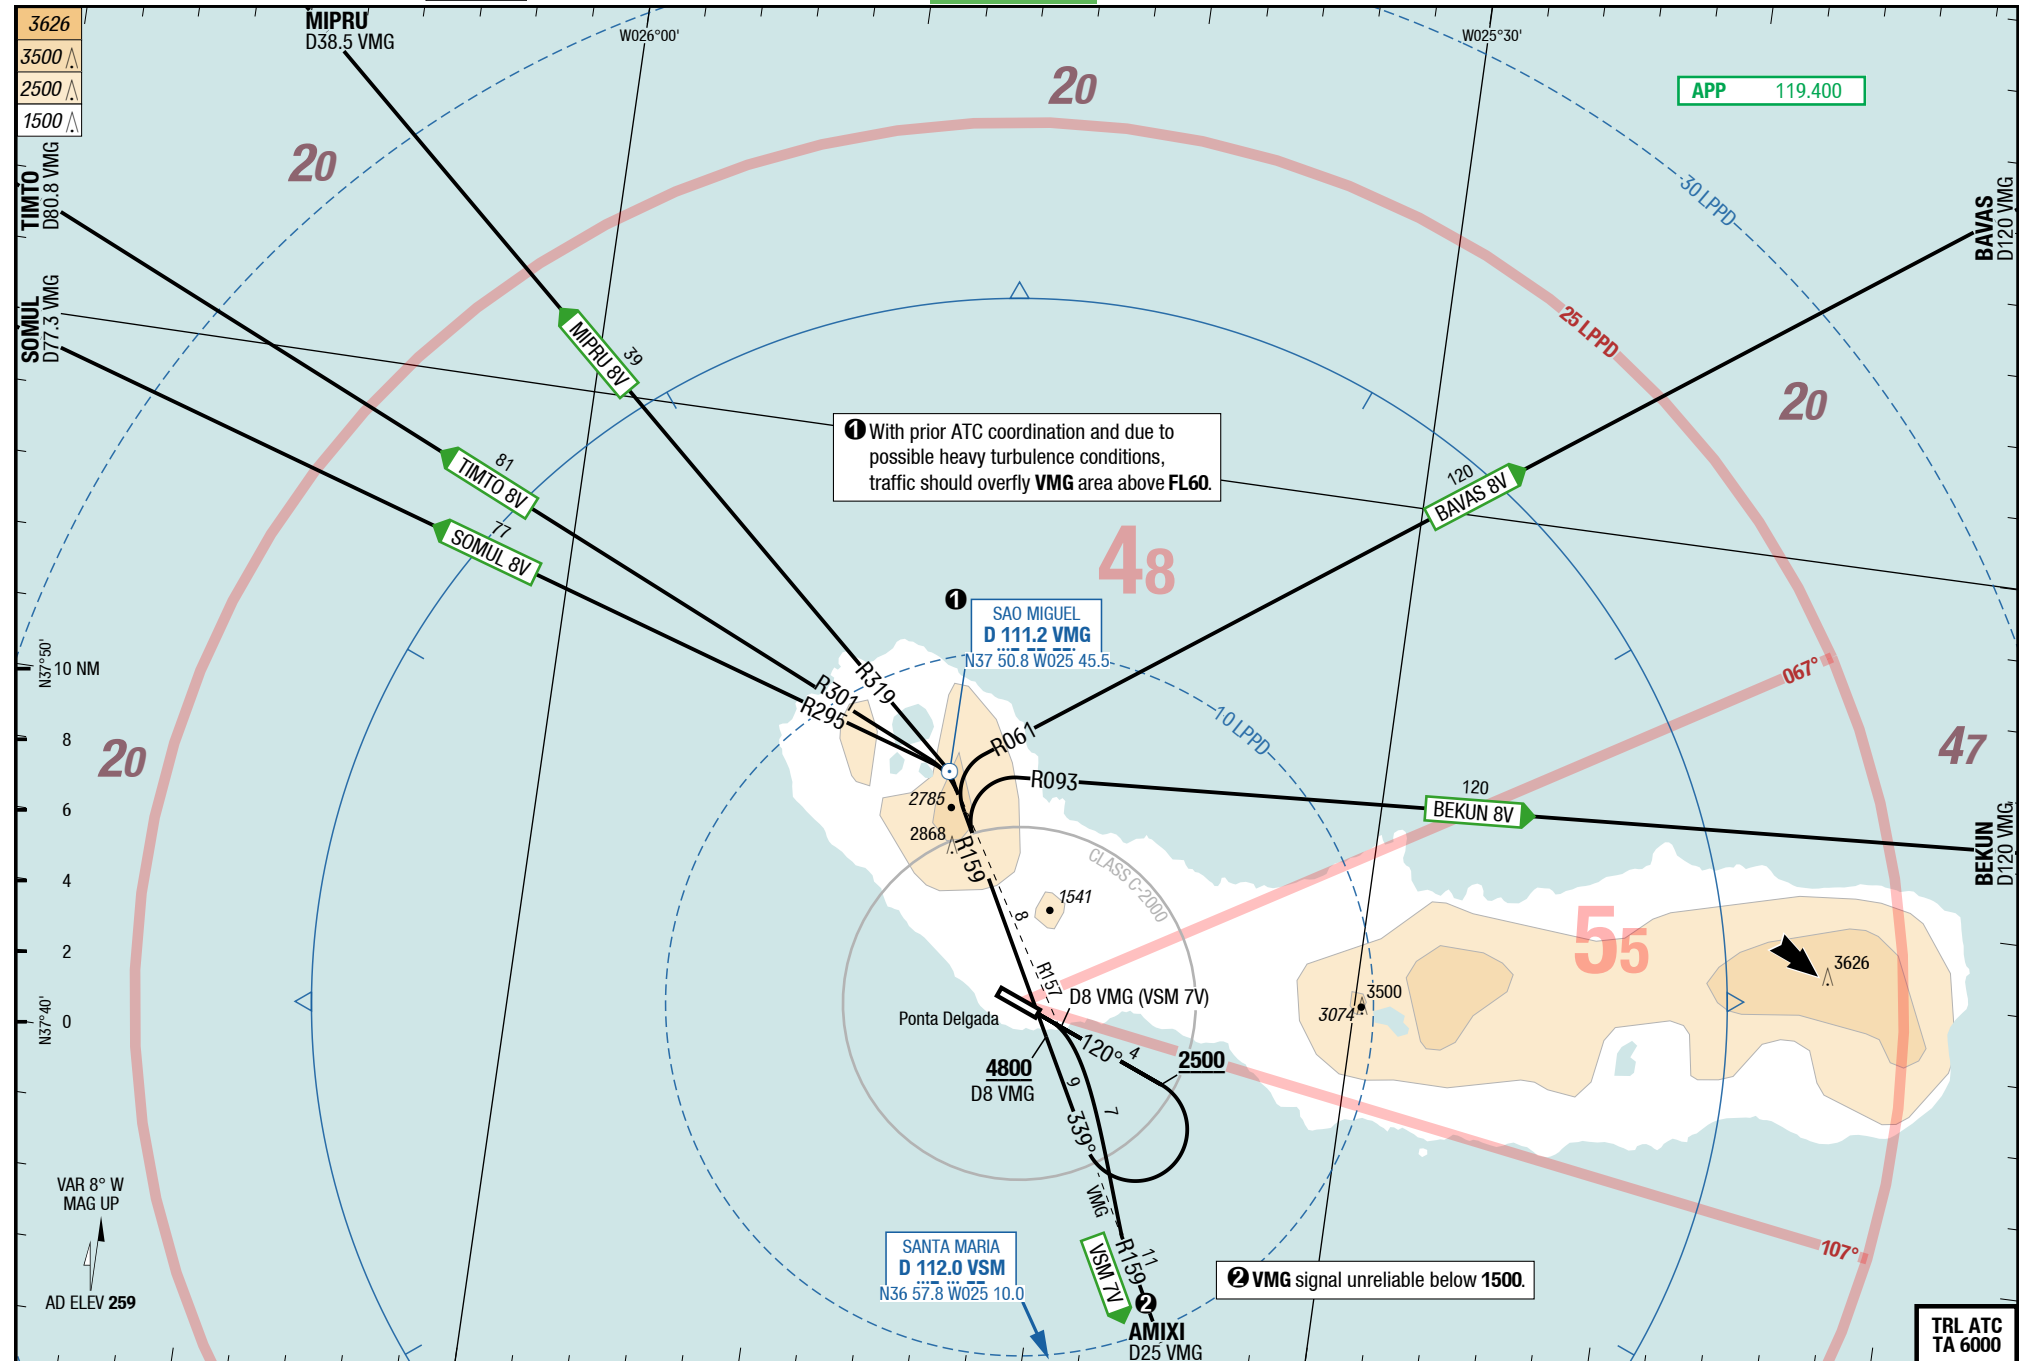 3626
3500
2500
1500
MIPRU
D38.5 VMG
W026°00'
W025°30'
APP 119.400
20
20
20
20
TIMTO
D80.8 VMG
SOMUL
D77.3 VMG
BAVAS
D120 VMG
30 LPPD
25 LPPD
MIPRU 8V
39
TIMTO 8V
81
SOMUL 8V
77
BAVAS 8V
120
❶ With prior ATC coordination and due to
possible heavy turbulence conditions,
traffic should overfly VMG area above FL60.
48
❶
SAO MIGUEL
D 111.2 VMG
N37 50.8 W025 45.5
N37°50'
10 NM
8
6
4
2
0
N37°40'
R319
R301
R295
R061
R093
10 LPPD
067°
47
BEKUN 8V
120
BEKUN
D120 VMG
2785
2868
R159
CLASS C-2000
1541
8
R157
55
3626
3500
3074
D8 VMG (VSM 7V)
Ponta Delgada
120°
4
2500
4800
D8 VMG
9
7
339°
VMG
107°
VAR 8° W
MAG UP
AD ELEV 259
SANTA MARIA
D 112.0 VSM
N36 57.8 W025 10.0
VSM 7V
R159
11
❷
AMIXI
D25 VMG
❷ VMG signal unreliable below 1500.
TRL ATC
TA 6000